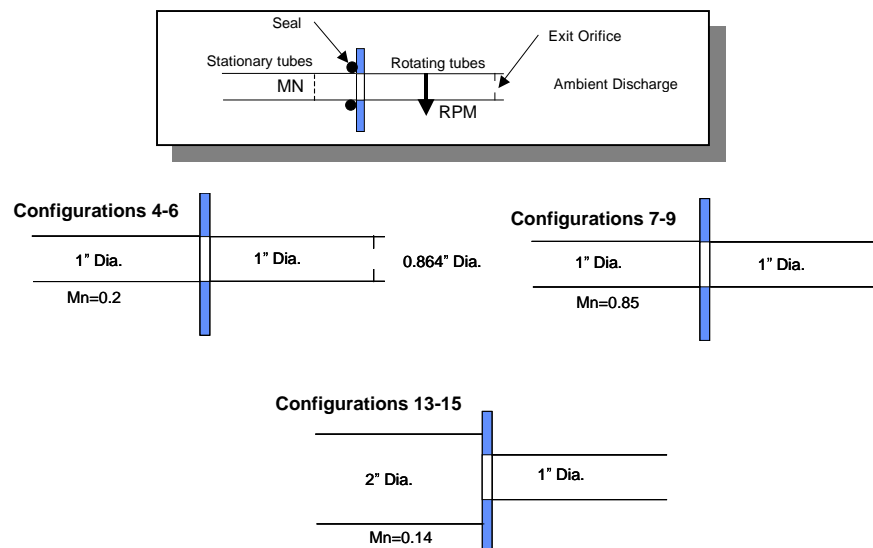 Seal
Exit Orifice
Stationary tubes
Rotating tubes
MN
Ambient Discharge
RPM
Configurations 4-6
1” Dia.
1” Dia.
0.864” Dia.
Mn=0.2
Configurations 7-9
1” Dia.
1” Dia.
Mn=0.85
Configurations 13-15
2” Dia.
1” Dia.
Mn=0.14